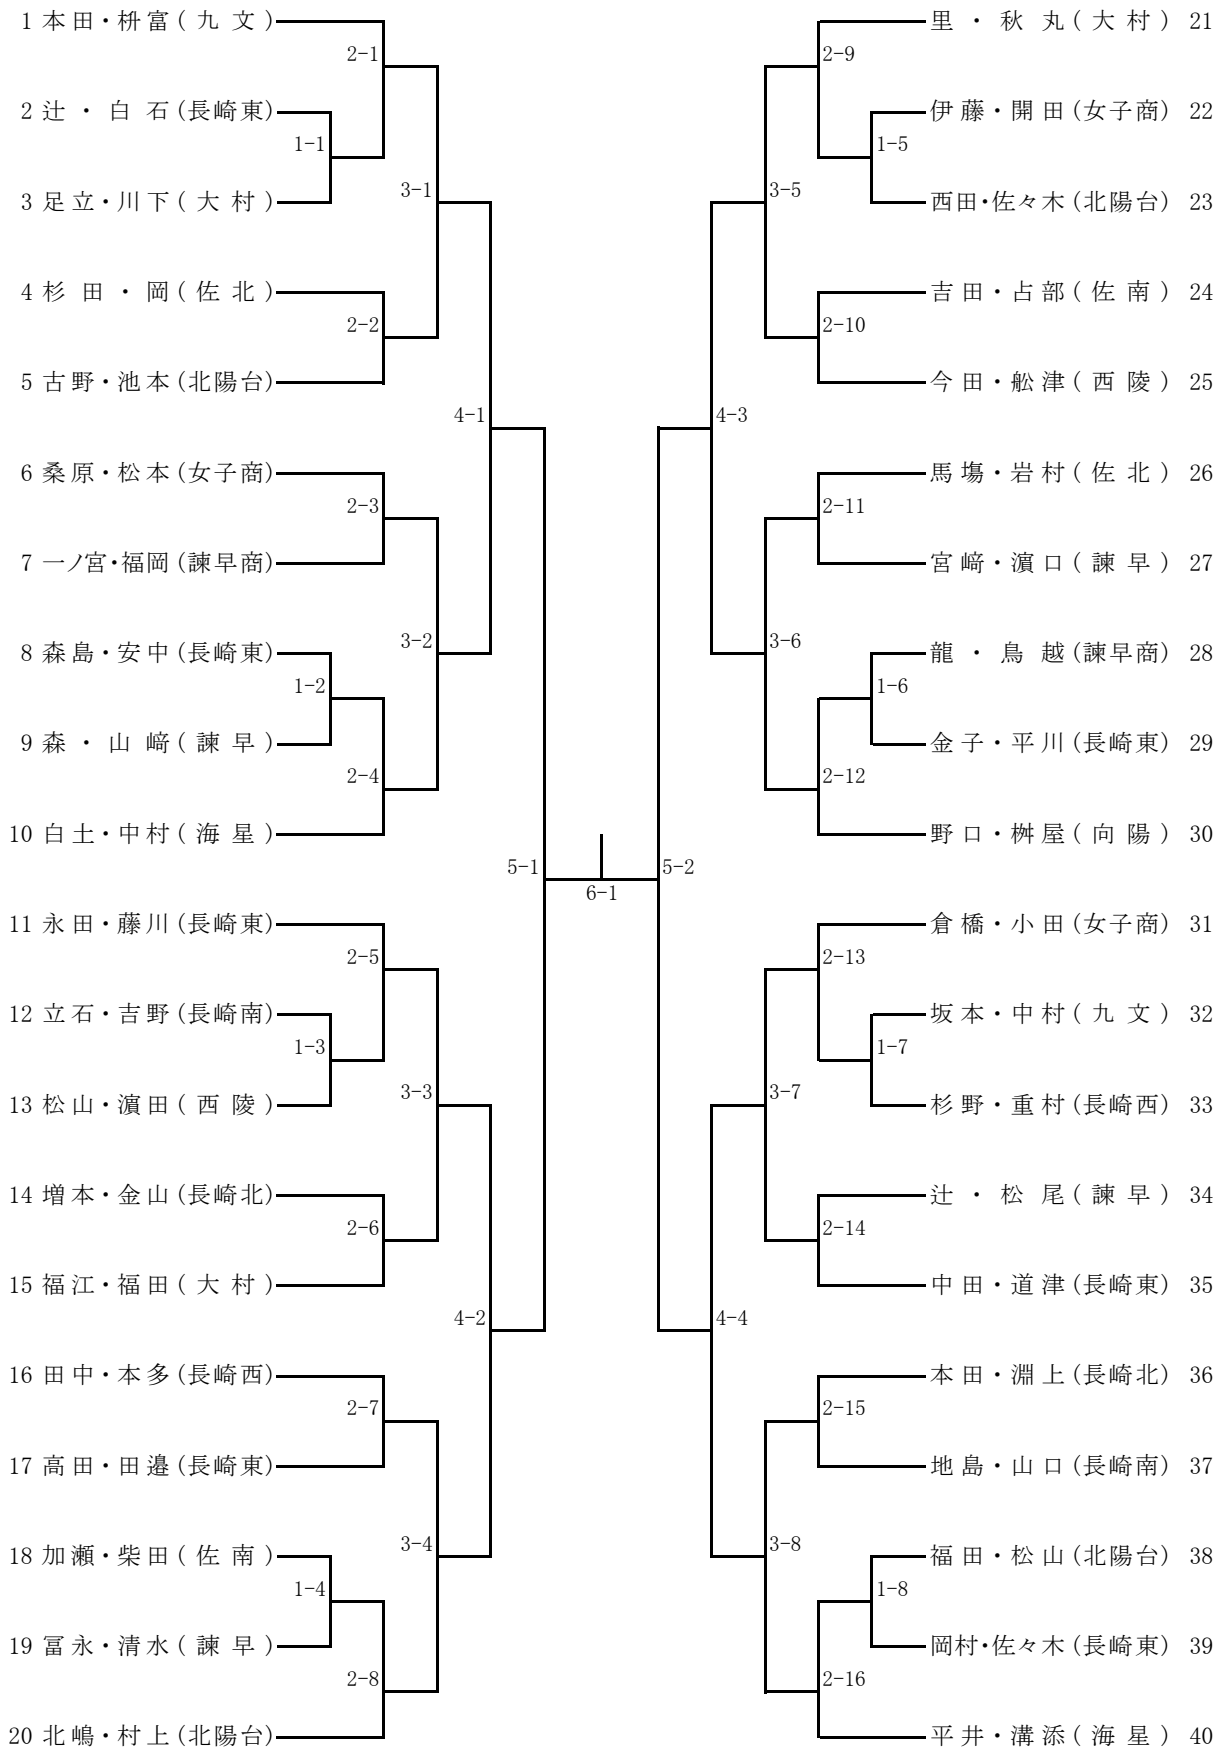 1 本田・枡富(九文)
2-1
2 辻・白石(長崎東)
1-1
3 足立・川下(大村)
3-1
4 杉田・岡(佐北)
2-2
5 古野・池本(北陽台)
4-1
6 桑原・松本(女子商)
2-3
7 一ノ宮・福岡(諫早商)
3-2
8 森島・安中(長崎東)
1-2
9 森・山﨑(諫早)
2-4
10 白土・中村(海星)
5-1
11 永田・藤川(長崎東)
2-5
12 立石・吉野(長崎南)
1-3
13 松山・濵田(西陵)
3-3
14 増本・金山(長崎北)
2-6
15 福江・福田(大村)
4-2
16 田中・本多(長崎西)
2-7
17 高田・田邉(長崎東)
3-4
18 加瀬・柴田(佐南)
1-4
19 冨永・清水(諫早)
2-8
20 北嶋・村上(北陽台)
6-1
里・秋丸(大村) 21
2-9
伊藤・開田(女子商) 22
1-5
西田・佐々木(北陽台) 23
3-5
吉田・占部(佐南) 24
2-10
今田・舩津(西陵) 25
4-3
馬場・岩村(佐北) 26
2-11
宮﨑・濵口(諫早) 27
3-6
龍・鳥越(諫早商) 28
1-6
金子・平川(長崎東) 29
2-12
野口・桝屋(向陽) 30
5-2
倉橋・小田(女子商) 31
2-13
坂本・中村(九文) 32
1-7
杉野・重村(長崎西) 33
3-7
辻・松尾(諫早) 34
2-14
中田・道津(長崎東) 35
4-4
本田・淵上(長崎北) 36
2-15
地島・山口(長崎南) 37
3-8
福田・松山(北陽台) 38
1-8
岡村・佐々木(長崎東) 39
2-16
平井・溝添(海星) 40